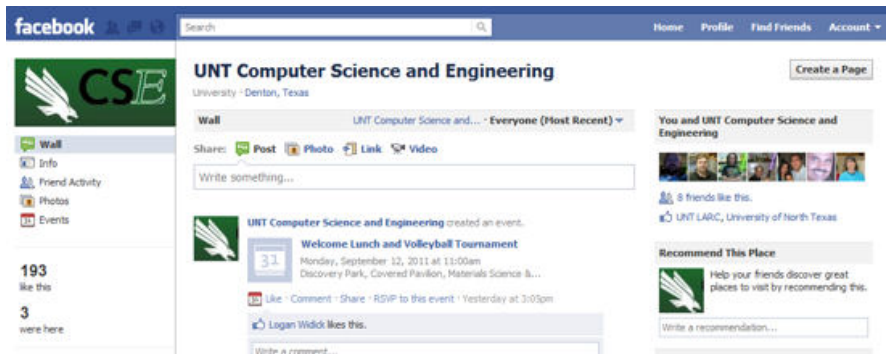 facebook
Search
Home Profile Find Friends Account
CSE
UNT Computer Science and Engineering
Create a Page
University · Denton, Texas
Wall
UNT Computer Science and... · Everyone (Most Recent)
Share: Post Photo Link Video
Write something...
Wall
Info
Friend Activity
Photos
Events
193
like this
3
were here
UNT Computer Science and Engineering created an event.
31
Welcome Lunch and Volleyball Tournament
Monday, September 12, 2011 at 11:00am
Discovery Park, Covered Pavilion, Materials Science &...
Like · Comment · Share · RSVP to this event · Yesterday at 3:05pm
Logan Widick likes this.
Write a comment...
You and UNT Computer Science and
Engineering
8 friends like this.
UNT LARC, University of North Texas
Recommend This Place
Help your friends discover great
places to visit by recommending this.
Write a recommendation...